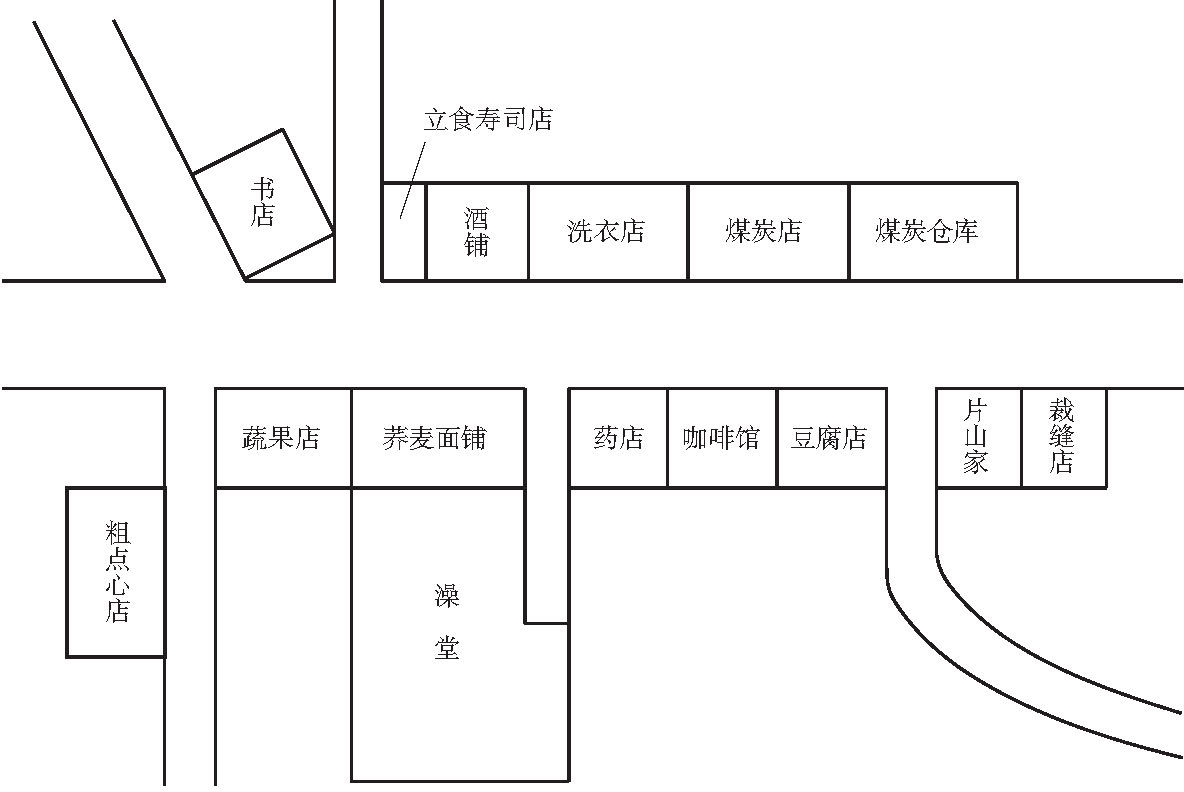 立食寿司店
书店
酒铺
洗衣店
煤炭店
煤炭仓库
蔬果店
荞麦面铺
药店
咖啡馆
豆腐店
片山家
裁缝店
粗点心店
澡堂